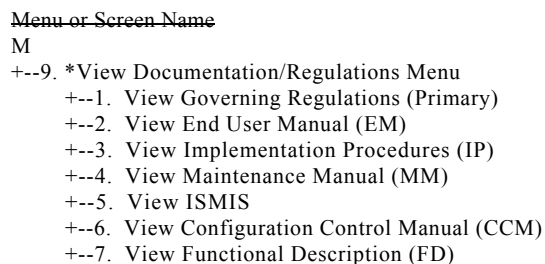 Menu or Screen Name
M
+--9. *View Documentation/Regulations Menu
+--1. View Governing Regulations (Primary)
+--2. View End User Manual (EM)
+--3. View Implementation Procedures (IP)
+--4. View Maintenance Manual (MM)
+--5. View ISMIS
+--6. View Configuration Control Manual (CCM)
+--7. View Functional Description (FD)